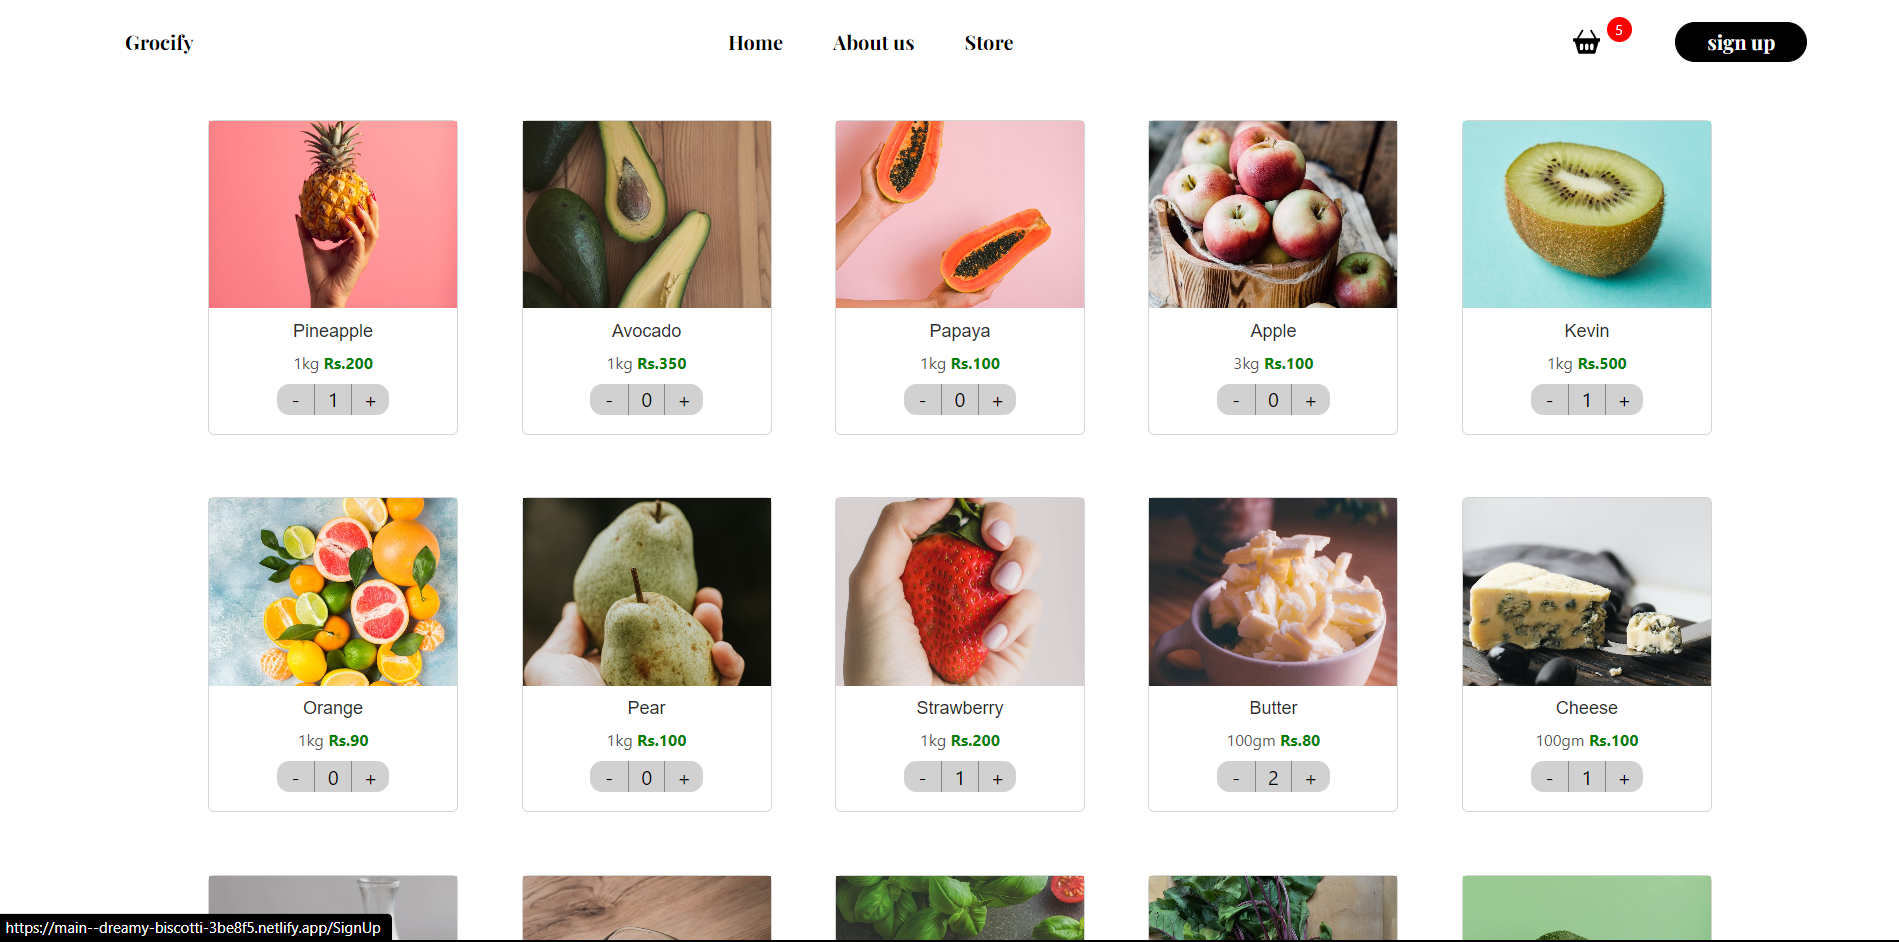 Grocify
Home
About us
Store
5
sign up
Pineapple
1kg Rs.200
- 1 +
Avocado
1kg Rs.350
- 0 +
Papaya
1kg Rs.100
- 0 +
Apple
3kg Rs.100
- 0 +
Kevin
1kg Rs.500
- 1 +
Orange
1kg Rs.90
- 0 +
Pear
1kg Rs.100
- 0 +
Strawberry
1kg Rs.200
- 1 +
Butter
100gm Rs.80
- 2 +
Cheese
100gm Rs.100
- 1 +
https://main--dreamy-biscotti-3be8f5.netlify.app/SignUp